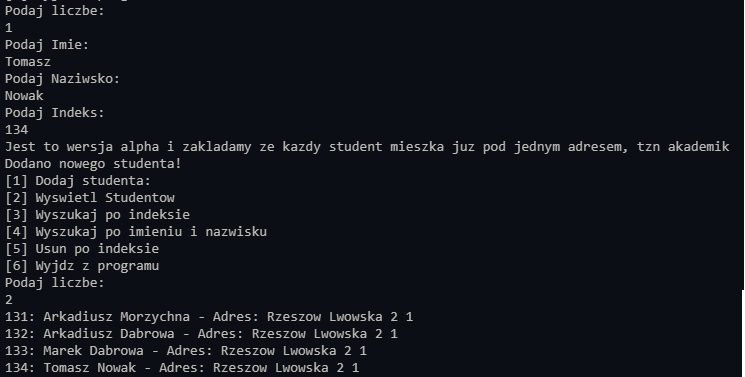 Podaj liczbe:
1
Podaj Imie:
Tomasz
Podaj Naziwsko:
Nowak
Podaj Indeks:
134
Jest to wersja alpha i zakladamy ze kazdy student mieszka juz pod jednym adresem, tzn akademik
Dodano nowego studenta!
[1] Dodaj studenta:
[2] Wyswietl Studentow
[3] Wyszukaj po indeksie
[4] Wyszukaj po imieniu i nazwisku
[5] Usun po indeksie
[6] Wyjdz z programu
Podaj liczbe:
2
131: Arkadiusz Morzychna - Adres: Rzeszow Lwowska 2 1
132: Arkadiusz Dabrowa - Adres: Rzeszow Lwowska 2 1
133: Marek Dabrowa - Adres: Rzeszow Lwowska 2 1
134: Tomasz Nowak - Adres: Rzeszow Lwowska 2 1